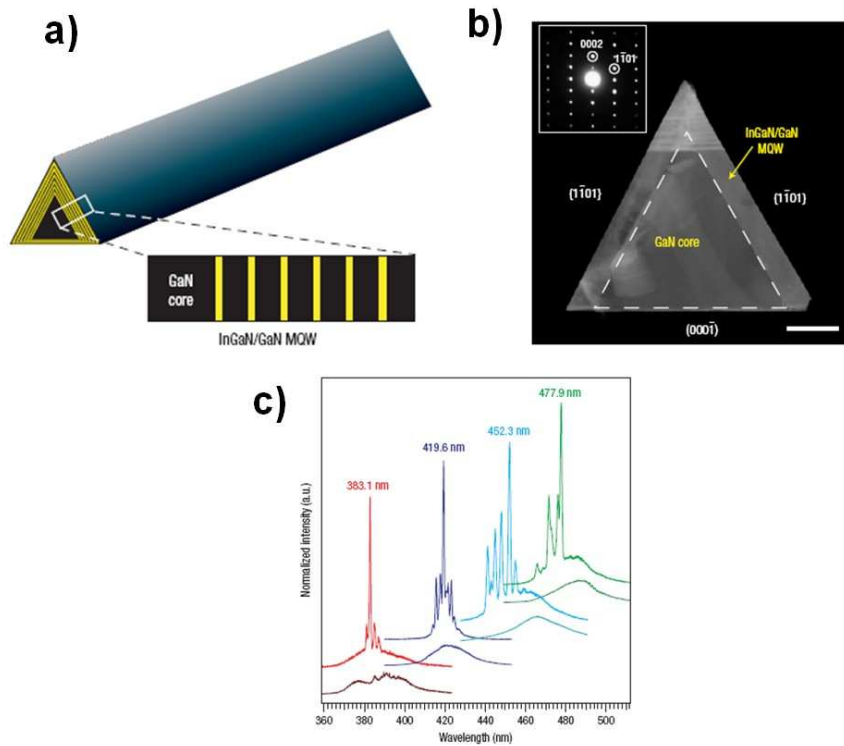 a)
GaN
core
InGaN/GaN MQW
b)
0002
11̄01
InGaN/GaN
MQW
{11̄01}
{11̄01}
GaN core
(0001̄)
c)
477.9 nm
452.3 nm
419.6 nm
383.1 nm
Normalized intensity (a.u.)
360 380 400 420 440 460 480 500
Wavelength (nm)